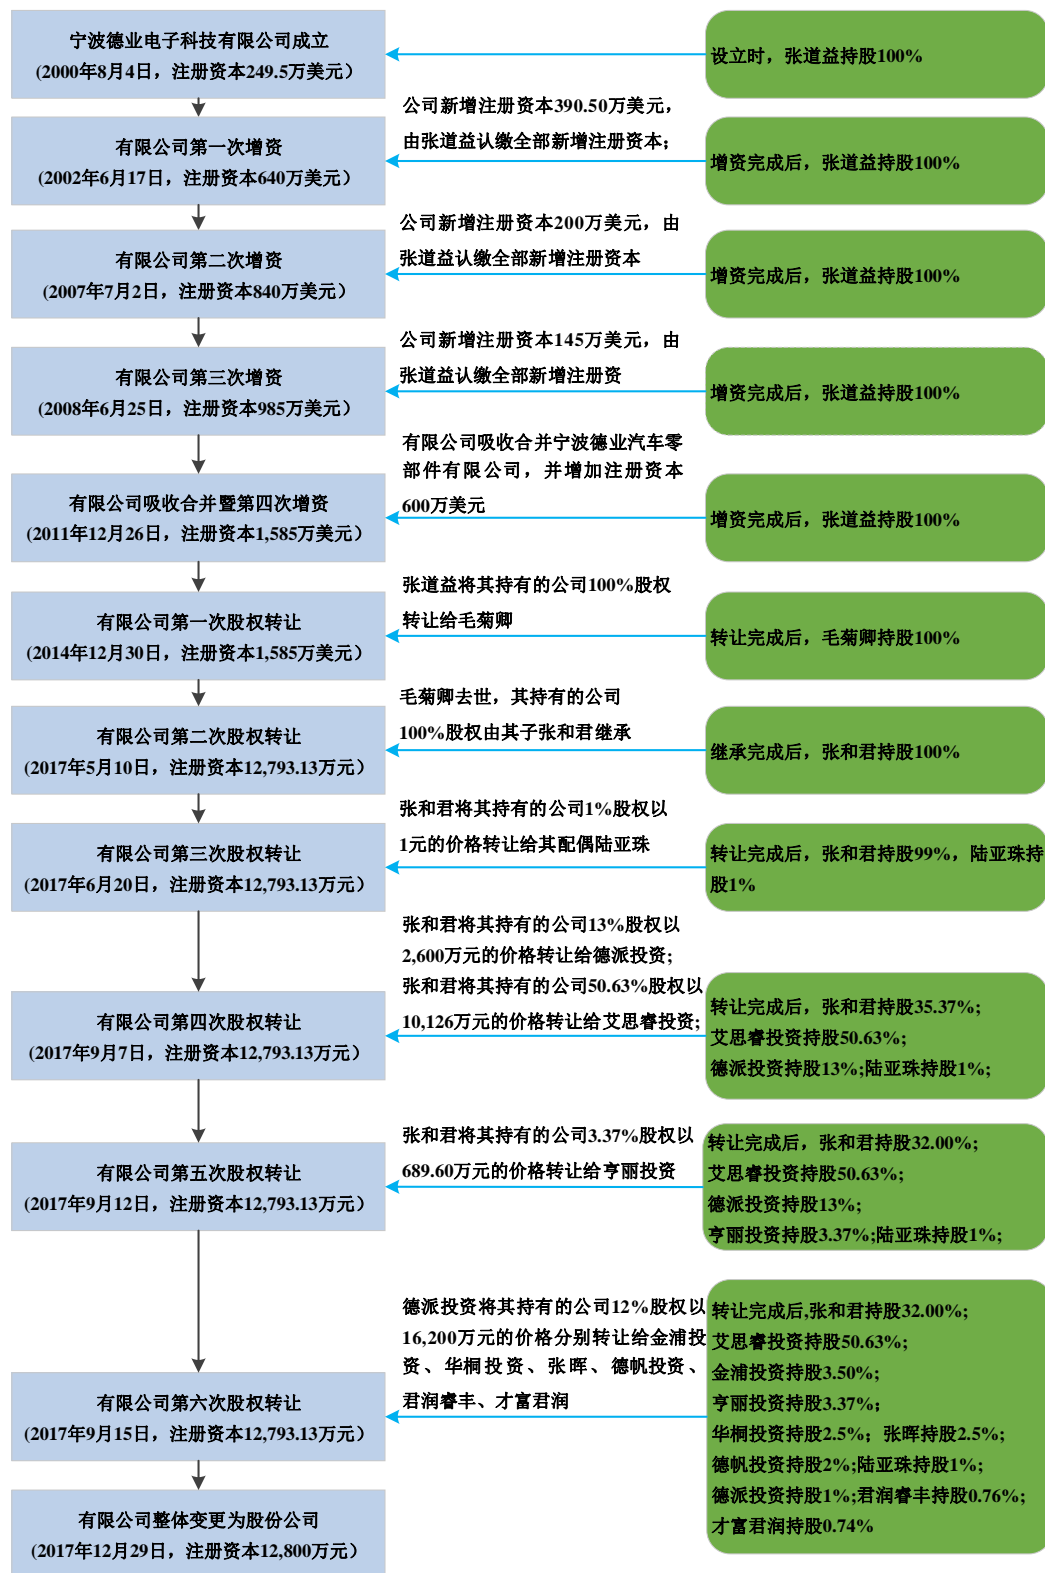 宁波德业电子科技有限公司成立
(2000年8月4日，注册资本249.5万美元）
设立时，张道益持股100%
公司新增注册资本390.50万美元，
由张道益认缴全部新增注册资本；
有限公司第一次增资
(2002年6月17日，注册资本640万美元）
增资完成后，张道益持股100%
公司新增注册资本200万美元，由
张道益认缴全部新增注册资本
有限公司第二次增资
(2007年7月2日，注册资本840万美元）
增资完成后，张道益持股100%
公司新增注册资本145万美元，由
张道益认缴全部新增注册资
有限公司第三次增资
(2008年6月25日，注册资本985万美元）
增资完成后，张道益持股100%
有限公司吸收合并宁波德业汽车零
部件有限公司，并增加注册资本
600万美元
有限公司吸收合并暨第四次增资
(2011年12月26日，注册资本1,585万美元）
增资完成后，张道益持股100%
张道益将其持有的公司100%股权
转让给毛菊卿
有限公司第一次股权转让
(2014年12月30日，注册资本1,585万美元）
转让完成后，毛菊卿持股100%
毛菊卿去世，其持有的公司
100%股权由其子张和君继承
有限公司第二次股权转让
(2017年5月10日，注册资本12,793.13万元）
继承完成后，张和君持股100%
张和君将其持有的公司1%股权以
1元的价格转让给其配偶陆亚珠
有限公司第三次股权转让
(2017年6月20日，注册资本12,793.13万元）
转让完成后，张和君持股99%，陆亚珠持
股1%
张和君将其持有的公司13%股权以
2,600万元的价格转让给德派投资;
张和君将其持有的公司50.63%股权以
10,126万元的价格转让给艾思睿投资;
有限公司第四次股权转让
(2017年9月7日，注册资本12,793.13万元）
转让完成后，张和君持股35.37%;
艾思睿投资持股50.63%;
德派投资持股13%;陆亚珠持股1%;
张和君将其持有的公司3.37%股权以
689.60万元的价格转让给亨丽投资
有限公司第五次股权转让
(2017年9月12日，注册资本12,793.13万元）
转让完成后，张和君持股32.00%;
艾思睿投资持股50.63%;
德派投资持股13%;
亨丽投资持股3.37%;陆亚珠持股1%;
德派投资将其持有的公司12%股权以
16,200万元的价格分别转让给金浦投
资、华桐投资、张晖、德帆投资、
君润睿丰、才富君润
有限公司第六次股权转让
(2017年9月15日，注册资本12,793.13万元）
转让完成后,张和君持股32.00%;
艾思睿投资持股50.63%;
金浦投资持股3.50%;
亨丽投资持股3.37%；
华桐投资持股2.5%；张晖持股2.5%;
德帆投资持股2%;陆亚珠持股1%;
德派投资持股1%;君润睿丰持股0.76%;
才富君润持股0.74%
有限公司整体变更为股份公司
(2017年12月29日，注册资本12,800万元）